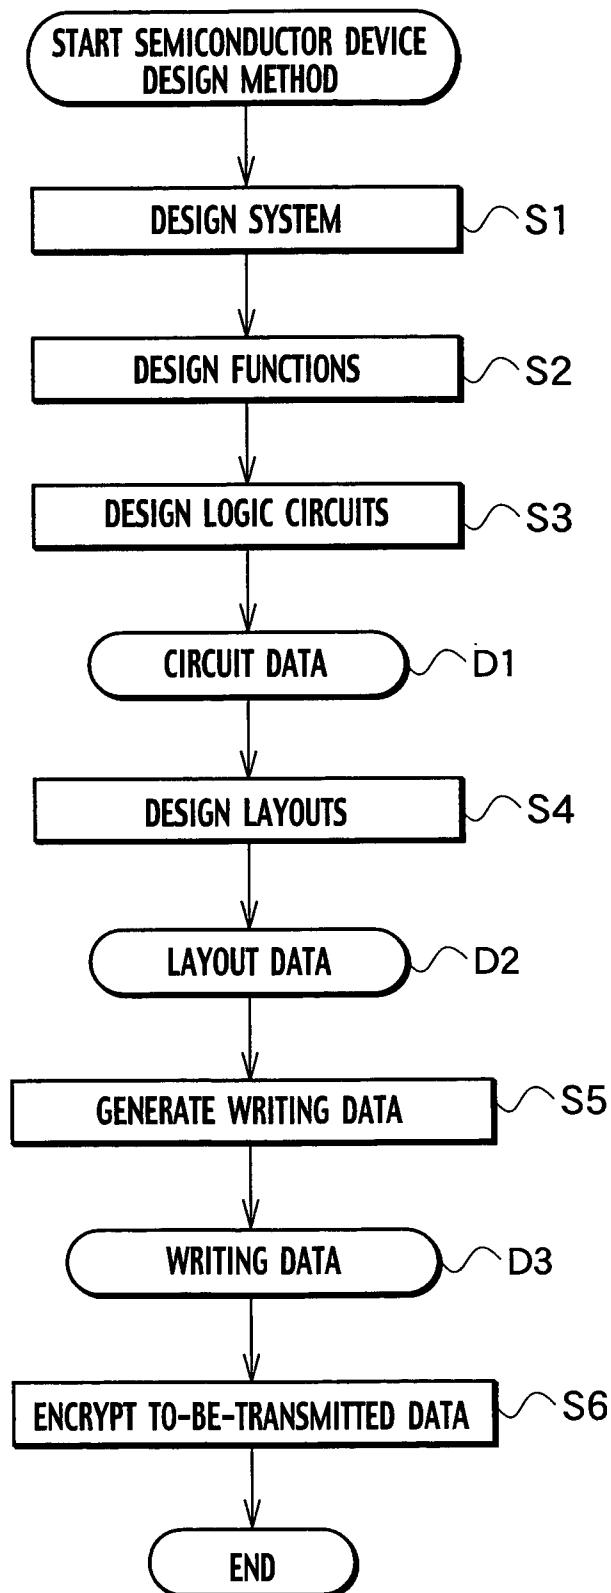 START SEMICONDUCTOR DEVICE
DESIGN METHOD
DESIGN SYSTEM
S1
DESIGN FUNCTIONS
S2
DESIGN LOGIC CIRCUITS
S3
CIRCUIT DATA
D1
DESIGN LAYOUTS
S4
LAYOUT DATA
D2
GENERATE WRITING DATA
S5
WRITING DATA
D3
ENCRYPT TO-BE-TRANSMITTED DATA
S6
END